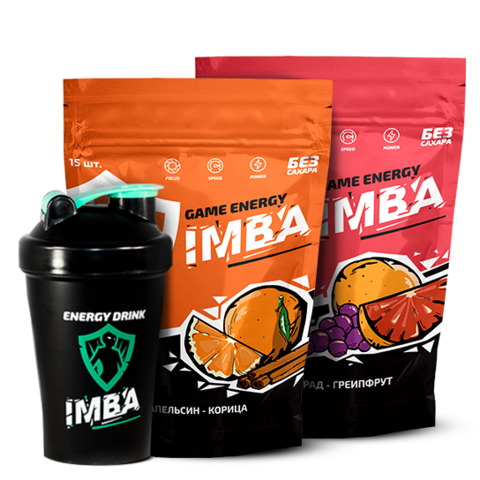 15 шт.
FOCUS
SPEED
POWER
БЕЗ
САХАРА
GAME ENERGY
IMBA
АПЕЛЬСИН - КОРИЦА
SPEED
POWER
БЕЗ
САХАРА
AME ENERGY
IMBA
РАД - ГРЕЙПФРУТ
ENERGY DRINK
IMBA